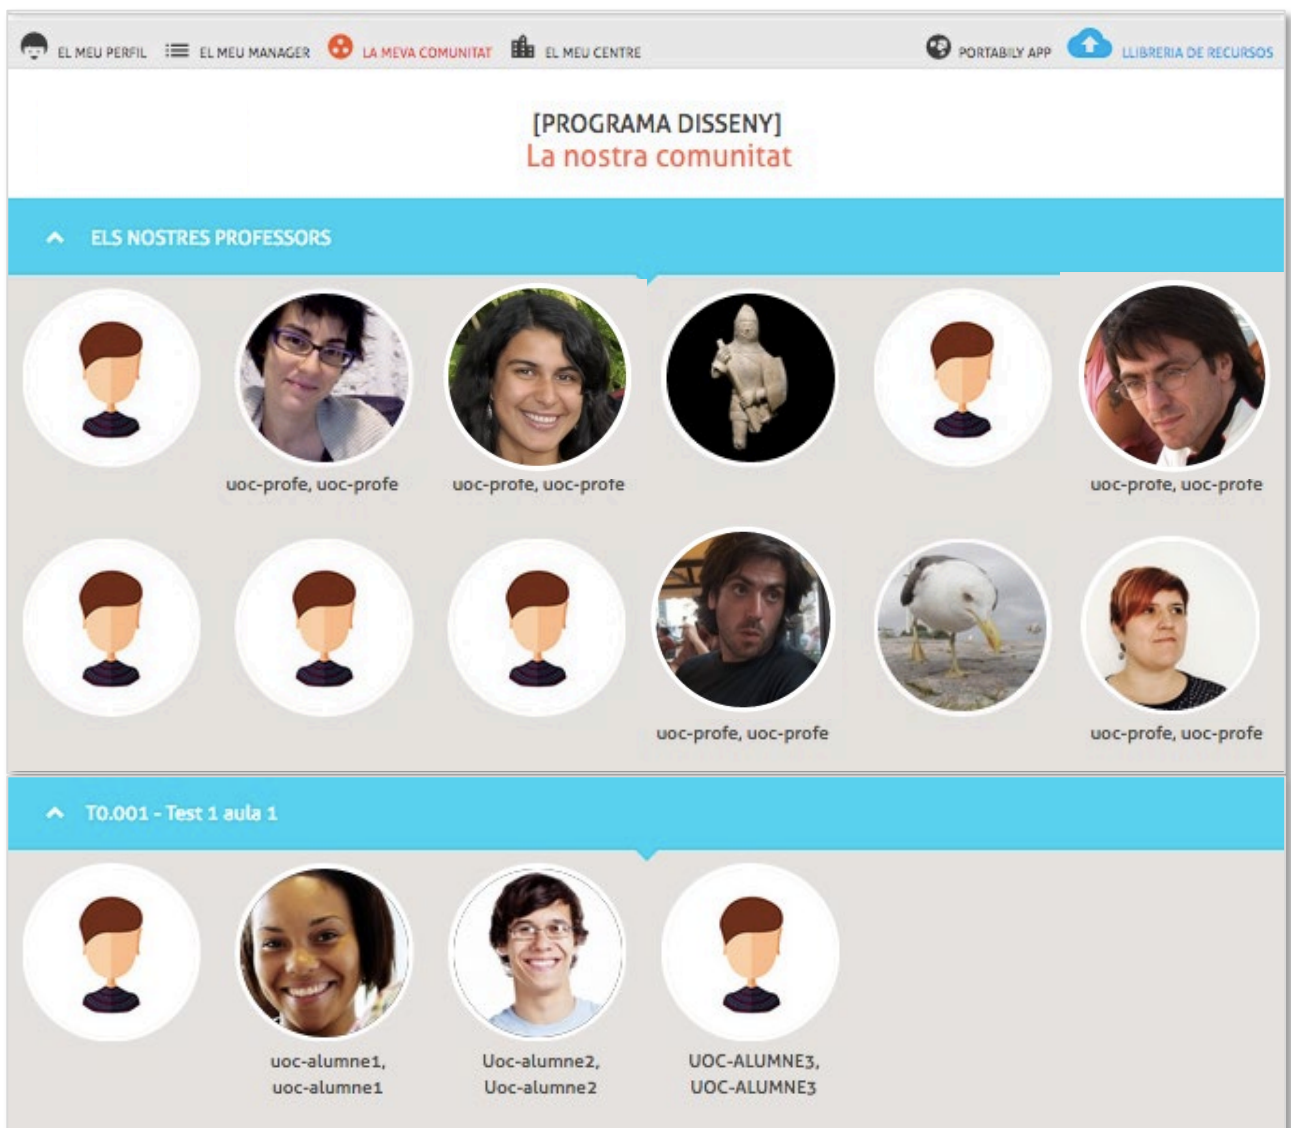 EL MEU PERFIL EL MEU MANAGER LA MEVA COMUNITAT EL MEU CENTRE PORTABILY APP LLIBRERIA DE RECURSOS
[PROGRAMA DISSENY]
La nostra comunitat
ELS NOSTRES PROFESSORS
uoc-profe, uoc-profe uoc-profe, uoc-profe uoc-profe, uoc-profe
uoc-profe, uoc-profe uoc-profe, uoc-profe
T0.001 - Test 1 aula 1
uoc-alumne1, Uoc-alumne2, UOC-ALUMNE3,
uoc-alumne1 Uoc-alumne2 UOC-ALUMNE3